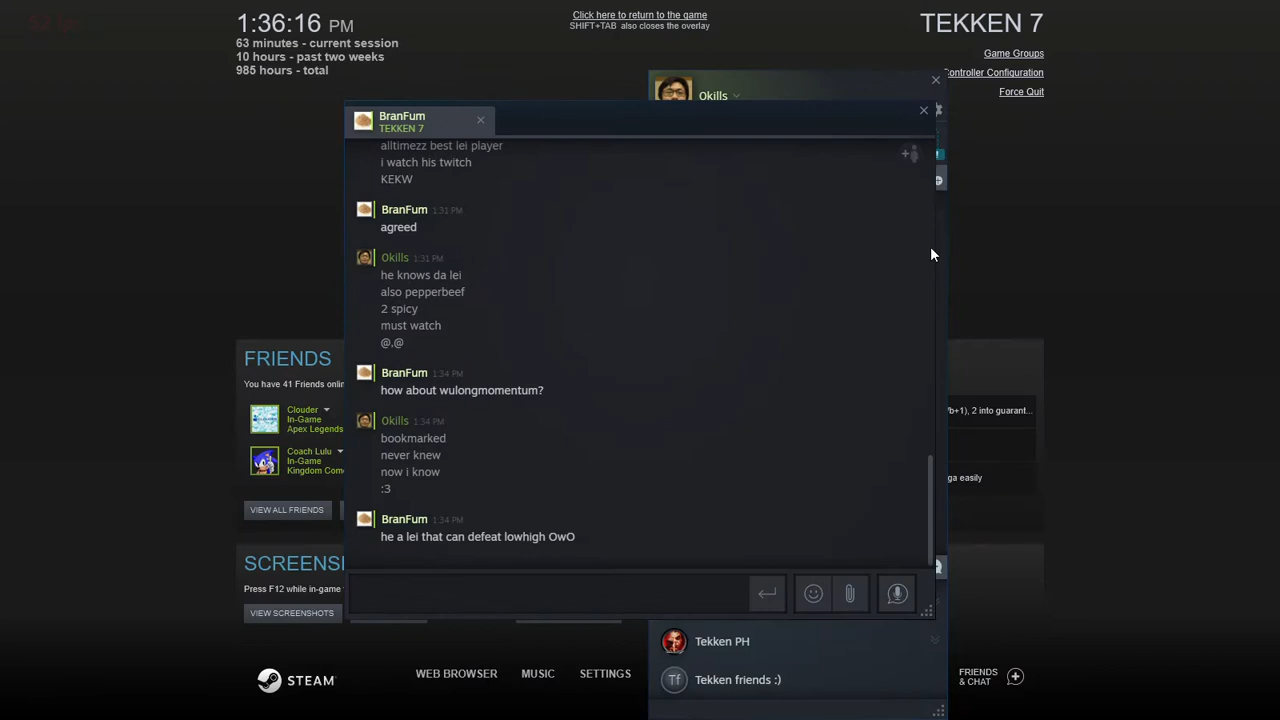 1:36:16 PM
63 minutes - current session
10 hours - past two weeks
985 hours - total
Click here to return to the game
SHIFT+TAB also closes the overlay
TEKKEN 7
Game Groups
Controller Configuration
Force Quit
Okills
BranFum
TEKKEN 7
alltimezz best lei player
i watch his twitch
KEKW
BranFum 1:31 PM
agreed
Okills 1:31 PM
he knows da lei
also pepperbeef
2 spicy
must watch
@,@
BranFum 1:34 PM
how about wulongmomentum?
Okills 1:34 PM
bookmarked
never knew
now i know
:3
BranFum 1:34 PM
he a lei that can defeat lowhigh OwO
FRIENDS
You have 41 Friends onlin
Clouder
In-Game
Apex Legends
Coach Lulu
In-Game
Kingdom Com
VIEW ALL FRIENDS
/b+1), 2 into guarant...
ga easily
SCREENS
Press F12 while in-game
VIEW SCREENSHOTS
Tekken PH
Tf Tekken friends :)
STEAM
WEB BROWSER
MUSIC
SETTINGS
FRIENDS
& CHAT